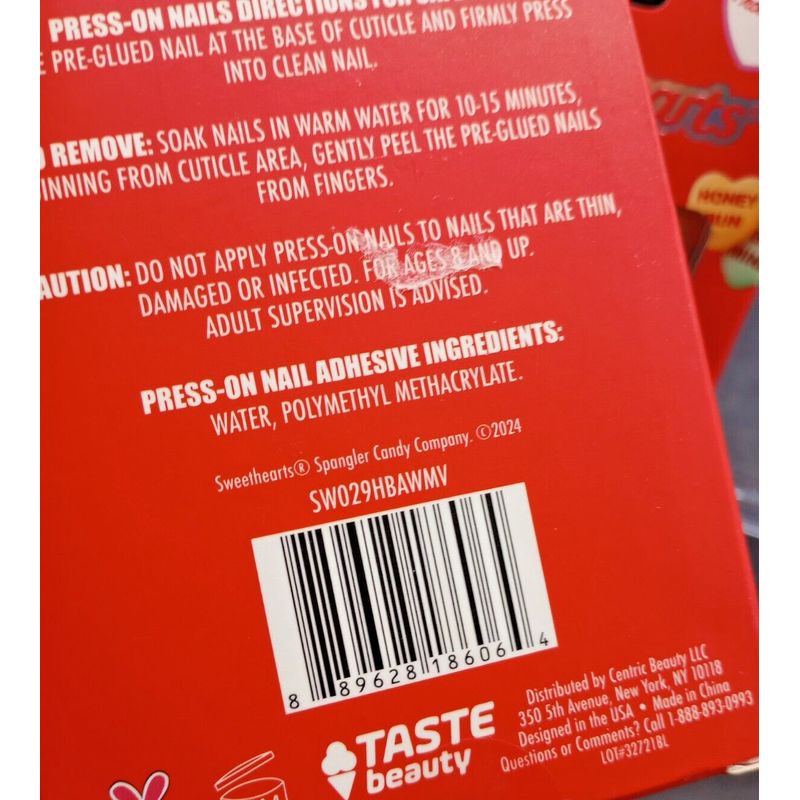 PRESS-ON NAILS DIRECTIONS FOR
PRE-GLUED NAIL AT THE BASE OF CUTICLE AND FIRMLY PRESS
INTO CLEAN NAIL.
REMOVE: SOAK NAILS IN WARM WATER FOR 10-15 MINUTES,
INNING FROM CUTICLE AREA, GENTLY PEEL THE PRE-GLUED NAILS
FROM FINGERS.
AUTION: DO NOT APPLY PRESS-ON NAILS TO NAILS THAT ARE THIN,
DAMAGED OR INFECTED. FOR AGES 8 AND UP.
ADULT SUPERVISION IS ADVISED.
PRESS-ON NAIL ADHESIVE INGREDIENTS:
WATER, POLYMETHYL METHACRYLATE.
Sweethearts® Spangler Candy Company. ©2024
SW029HBAWMV
8 89628 18606 4
TASTE
beauty
Distributed by Centric Beauty LLC
350 5th Avenue, New York, NY 10118
Designed in the USA • Made in China
Questions or Comments? Call 1-888-893-0993
LOT#32721BL
HONEY
BUN